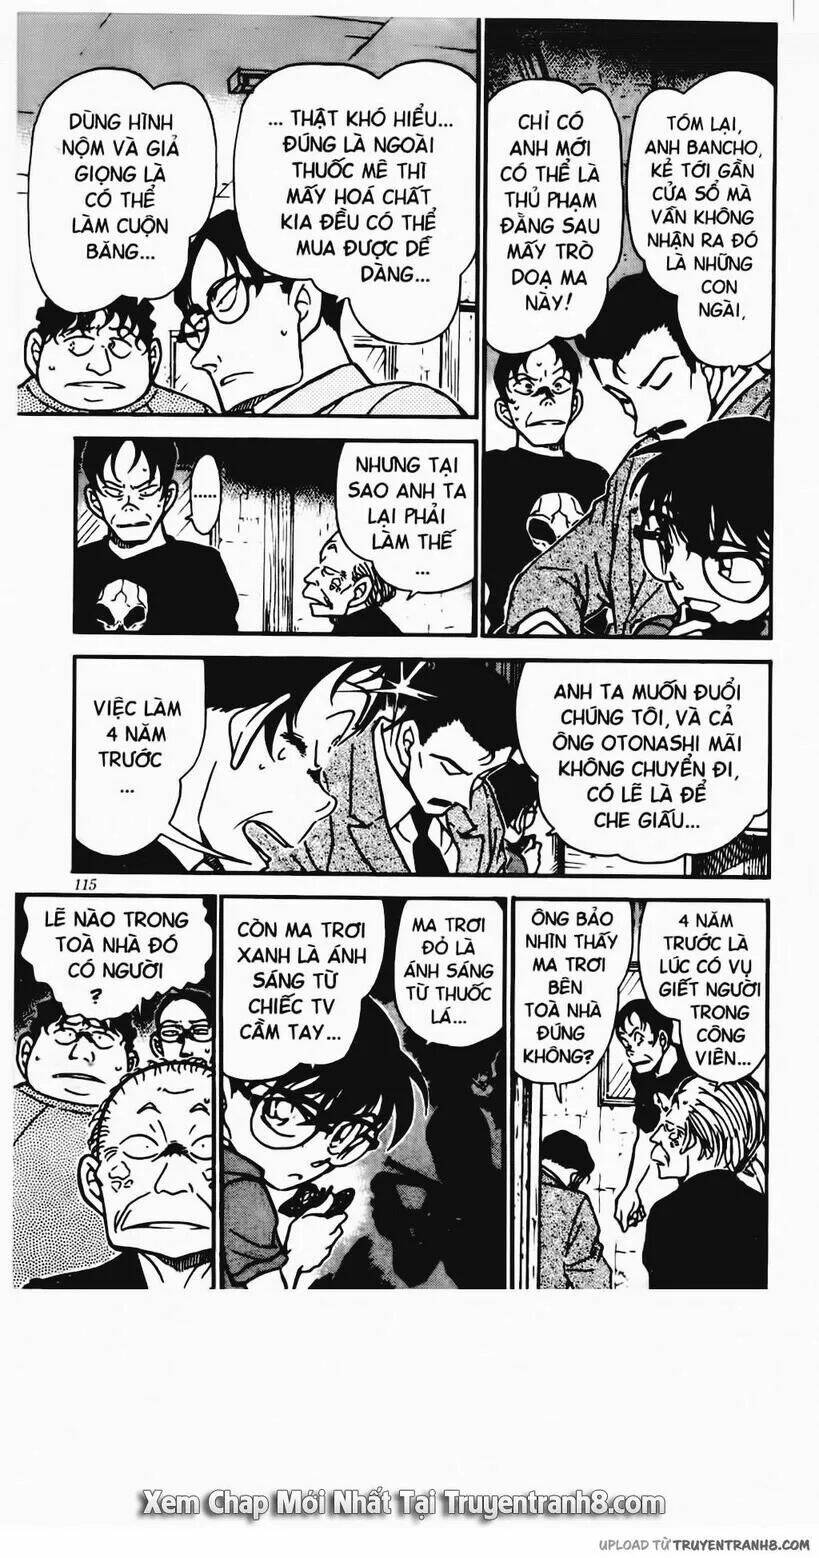 TÓM LẠI,
ANH BANCHO,
KẺ TỚI GẦN
CỬA SỔ MÀ
VẪN KHÔNG
NHẬN RA ĐÓ
LÀ NHỮNG
CON
NGÀI,
CHỈ CÓ
ANH MỚI
CÓ THỂ LÀ
THỦ PHẠM
ĐẰNG SAU
MẤY TRÒ
DOẠ MA
NÀY!
... THẬT KHÓ HIỂU...
ĐÚNG LÀ NGOÀI
THUỐC MÊ THÌ
MẤY HOÁ CHẤT
KIA ĐỀU CÓ THỂ
MUA ĐƯỢC DỄ
DÀNG...
DÙNG HÌNH
NỘM VÀ GIẢ
GIỌNG LÀ
CÓ THỂ
LÀM CUỘN
BĂNG...
NHƯNG TẠI
SAO ANH TA
LẠI PHẢI
LÀM THẾ
...
......
ANH TA MUỐN ĐUỔI
CHÚNG TÔI, VÀ CẢ
ÔNG OTONASHI MÃI
KHÔNG CHUYỂN ĐI,
CÓ LẼ LÀ ĐỂ
CHE GIẤU...
VIỆC LÀM
4 NĂM
TRƯỚC
...
115
4 NĂM
TRƯỚC LÀ
LÚC CÓ VỤ
GIẾT NGƯỜI
TRONG
CÔNG
VIÊN...
ÔNG BẢO
NHÌN THẤY
MA TRƠI
BÊN
TOÀ NHÀ
ĐÚNG
KHÔNG?
MA TRƠI
ĐỎ LÀ
ÁNH SÁNG
TỪ THUỐC
LÁ...
CÒN MA TRƠI
XANH LÀ ÁNH
SÁNG TỪ
CHIẾC TV
CẦM TAY...
LẼ NÀO TRONG
TOÀ NHÀ ĐÓ
CÓ NGƯỜI
?
Xem Chap Mới Nhất Tại Truyentranh8.com
UPLOAD TỪ TRUYENTRANH8.COM